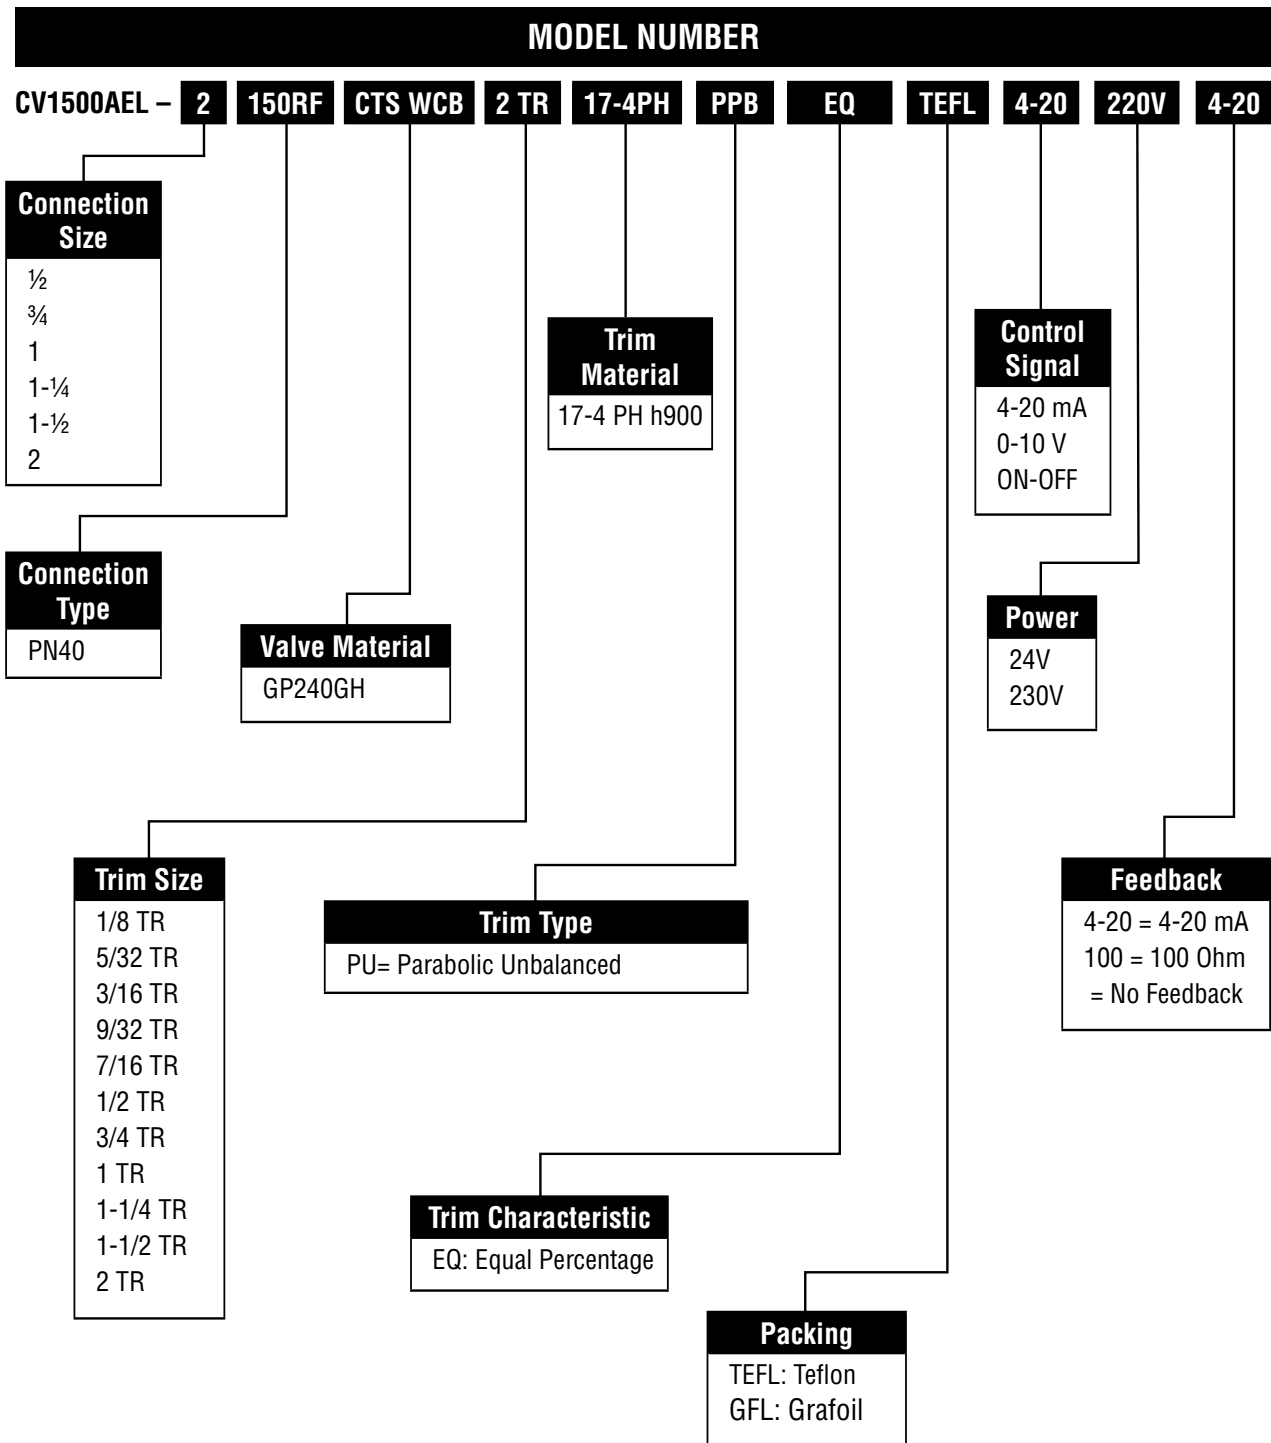 MODEL NUMBER
CV1500AEL – 2 150RF CTS WCB 2 TR 17-4PH PPB EQ TEFL 4-20 220V 4-20
Connection
Size
½
¾
1
1-¼
1-½
2
Trim
Material
17-4 PH h900
Control
Signal
4-20 mA
0-10 V
ON-OFF
Connection
Type
PN40
Valve Material
GP240GH
Power
24V
230V
Trim Size
1/8 TR
5/32 TR
3/16 TR
9/32 TR
7/16 TR
1/2 TR
3/4 TR
1 TR
1-1/4 TR
1-1/2 TR
2 TR
Trim Type
PU= Parabolic Unbalanced
Feedback
4-20 = 4-20 mA
100 = 100 Ohm
= No Feedback
Trim Characteristic
EQ: Equal Percentage
Packing
TEFL: Teflon
GFL: Grafoil